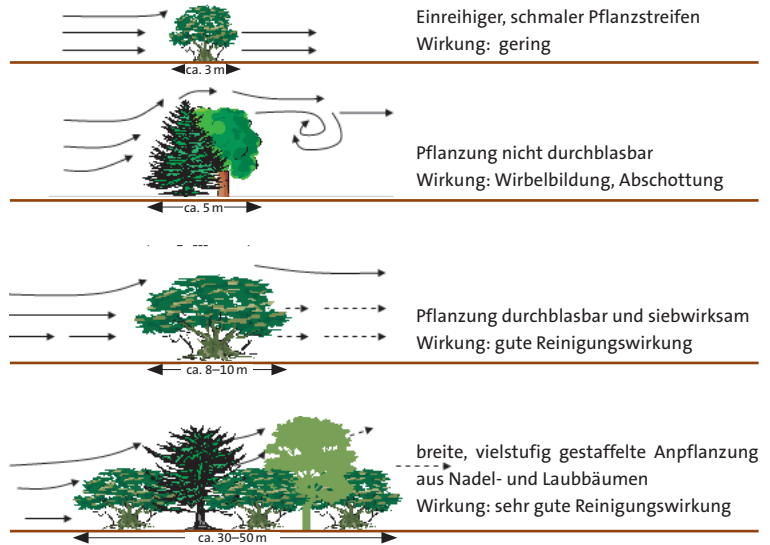 Einreihiger, schmaler Pflanzstreifen
Wirkung: gering
ca. 3 m
Pflanzung nicht durchblasbar
Wirkung: Wirbelbildung, Abschottung
ca. 5 m
Pflanzung durchblasbar und siebwirksam
Wirkung: gute Reinigungswirkung
ca. 8–10 m
breite, vielstufig gestaffelte Anpflanzung
aus Nadel- und Laubbäumen
Wirkung: sehr gute Reinigungswirkung
ca. 30–50 m